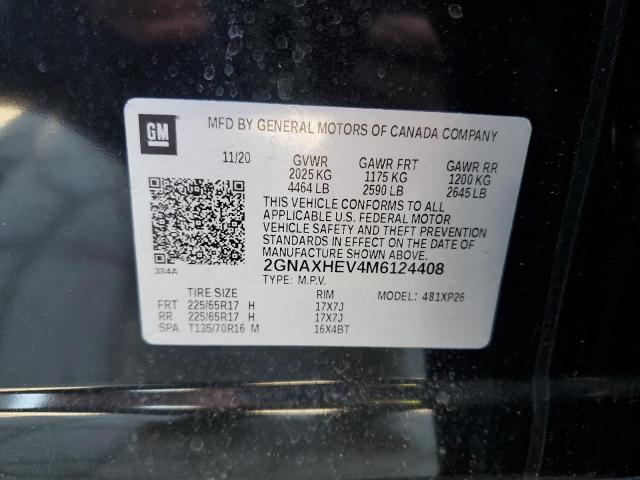 GM
MFD BY GENERAL MOTORS OF CANADA COMPANY
11/20 GVWR GAWR FRT GAWR RR
2025 KG 1175 KG 1200 KG
4464 LB 2590 LB 2645 LB
THIS VEHICLE CONFORMS TO ALL
APPLICABLE U.S. FEDERAL MOTOR
VEHICLE SAFETY AND THEFT PREVENTION
STANDARDS IN EFFECT ON THE DATE OF
MANUFACTURE SHOWN ABOVE.
384A
2GNAXHEV4M6124408
TYPE: M.P.V.
TIRE SIZE RIM MODEL: 481XP26
FRT 225/65R17 H 17X7J
RR 225/65R17 H 17X7J
SPA T135/70R16 M 16X4BT